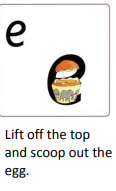 e
e
Lift off the top
and scoop out the
egg.